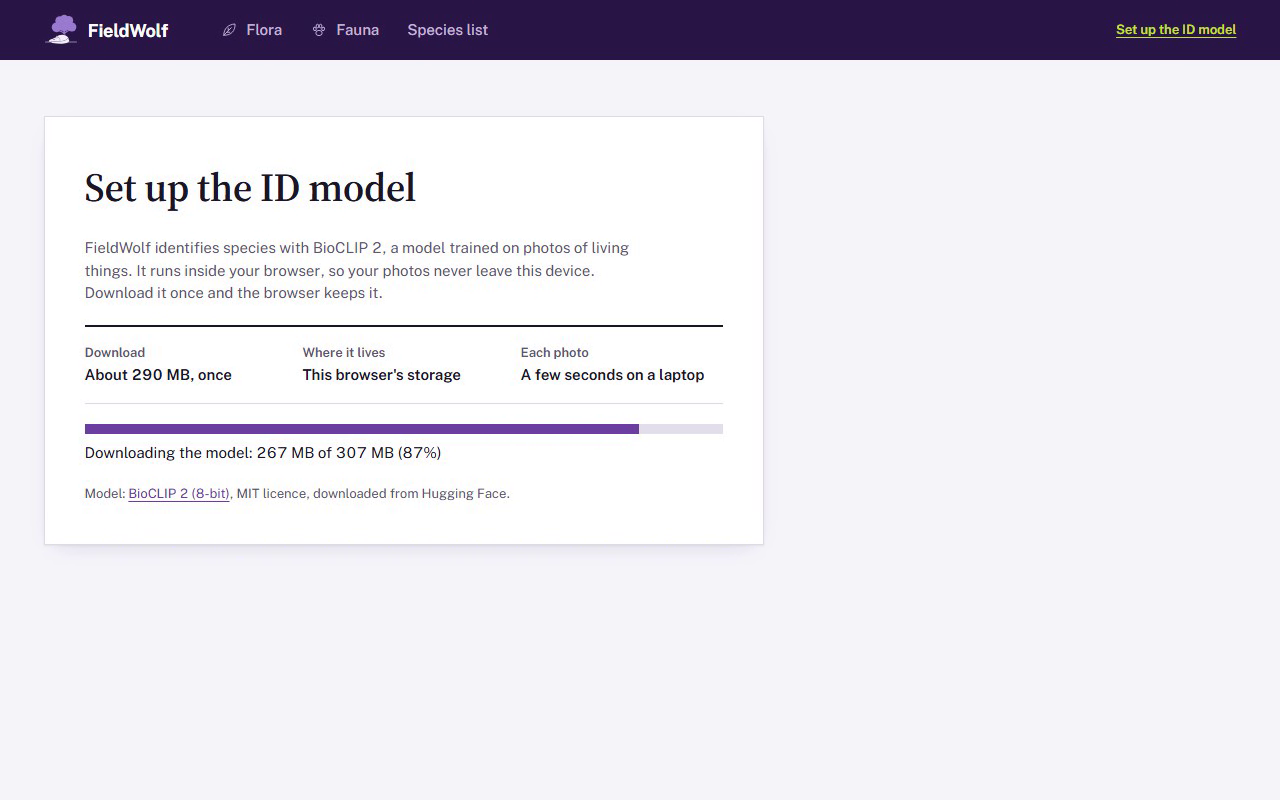 FieldWolf
Flora
Fauna
Species list
Set up the ID model
Set up the ID model
FieldWolf identifies species with BioCLIP 2, a model trained on photos of living
things. It runs inside your browser, so your photos never leave this device.
Download it once and the browser keeps it.
Download
About 290 MB, once
Where it lives
This browser's storage
Each photo
A few seconds on a laptop
Downloading the model: 267 MB of 307 MB (87%)
Model: BioCLIP 2 (8-bit), MIT licence, downloaded from Hugging Face.